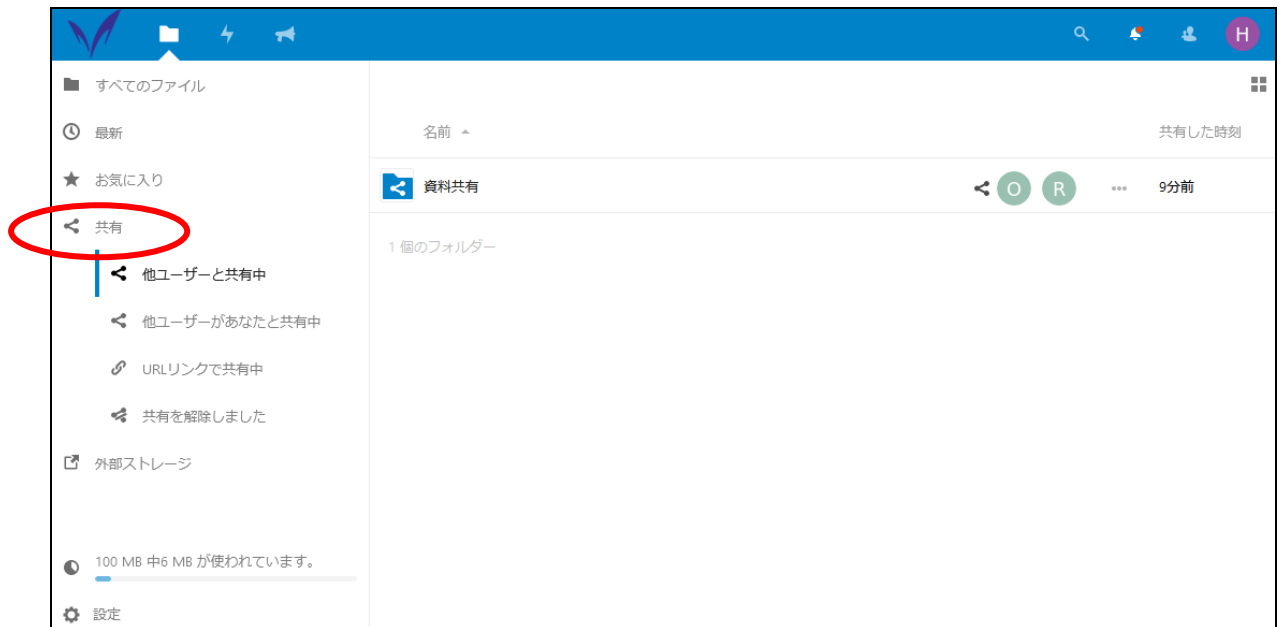 H
すべてのファイル
最新
お気に入り
共有
他ユーザーと共有中
他ユーザーがあなたと共有中
URLリンクで共有中
共有を解除しました
外部ストレージ
100 MB 中6 MB が使われています。
設定
名前 共有した時刻
資料共有 O R ••• 9分前
1 個のフォルダー